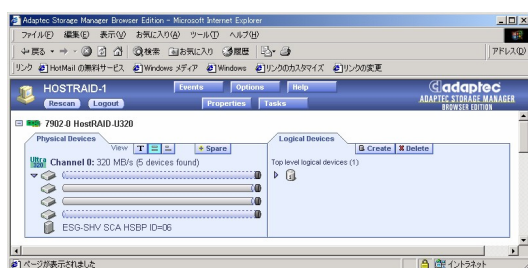 Adaptec Storage Manager Browser Edition - Microsoft Internet Explorer
ファイル(F) 編集(E) 表示(V) お気に入り(A) ツール(T) ヘルプ(H)
戻る 検索 お気に入り 履歴 アドレス(D)
リンク HotMail の無料サービス Windows メディア Windows リンクのカスタマイズ リンクの変更
HOSTRAID-1 Events Options Help adaptec
Rescan Logout Properties Tasks ADAPTEC STORAGE MANAGER
BROWSER EDITION
7902.0 HostRAID-U320
Physical Devices
View T + Spare
Ultra 320 Channel 0: 320 MB/s (5 devices found)
ESG-SHV SCA HSBP ID=06
Logical Devices
Create Delete
Top level logical devices (1)
ページが表示されました イントラネット